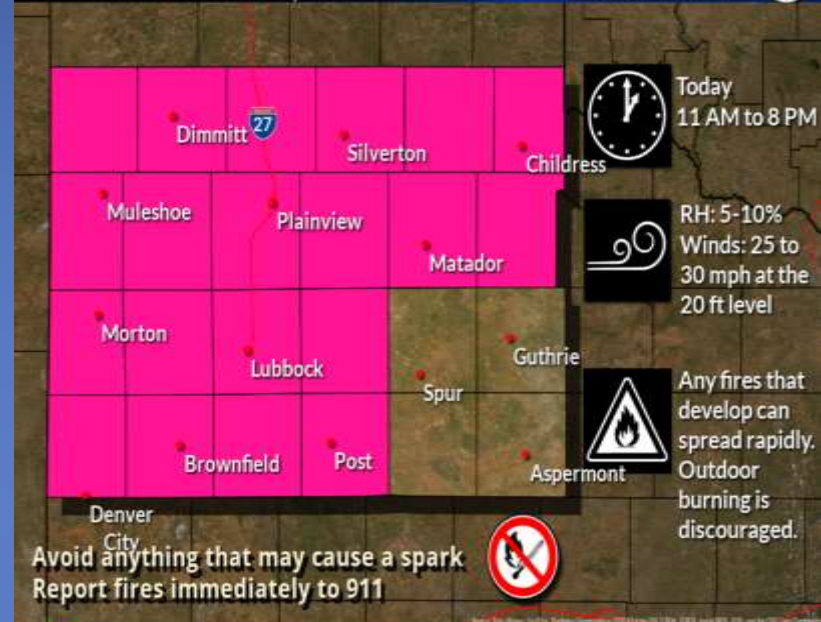 Dimmitt
27
Silverton
Childress
Muleshoe
Plainview
Matador
Morton
Lubbock
Guthrie
Spur
Brownfield
Post
Aspermont
Denver
City
Today
11 AM to 8 PM
RH: 5-10%
Winds: 25 to
30 mph at the
20 ft level
Any fires that
develop can
spread rapidly.
Outdoor
burning is
discouraged.
Avoid anything that may cause a spark
Report fires immediately to 911